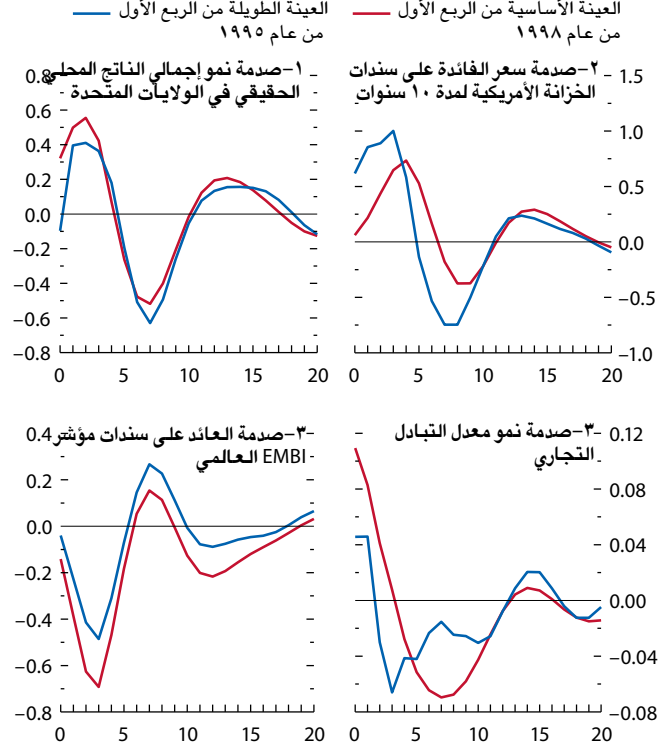 العينة الأساسية من الربع الأول
من عام ١٩٩٨
العينة الطويلة من الربع الأول
من عام ١٩٩٥
١-صدمة نمو إجمالي الناتج المحلي
الحقيقي في الولايات المتحدة
0.8
0.6
0.4
0.2
0.0
−0.2
−0.4
−0.6
−0.8
0 5 10 15 20
٢-صدمة سعر الفائدة على سندات
الخزانة الأمريكية لمدة ١٠ سنوات
1.5
1.0
0.5
0.0
−0.5
−1.0
0 5 10 15 20
٣-صدمة العائد على سندات مؤشر
EMBI العالمي
0.4
0.2
0.0
−0.2
−0.4
−0.6
−0.8
0 5 10 15 20
٣-صدمة نمو معدل التبادل
التجاري
0.12
0.08
0.04
0.00
−0.04
−0.08
0 5 10 15 20